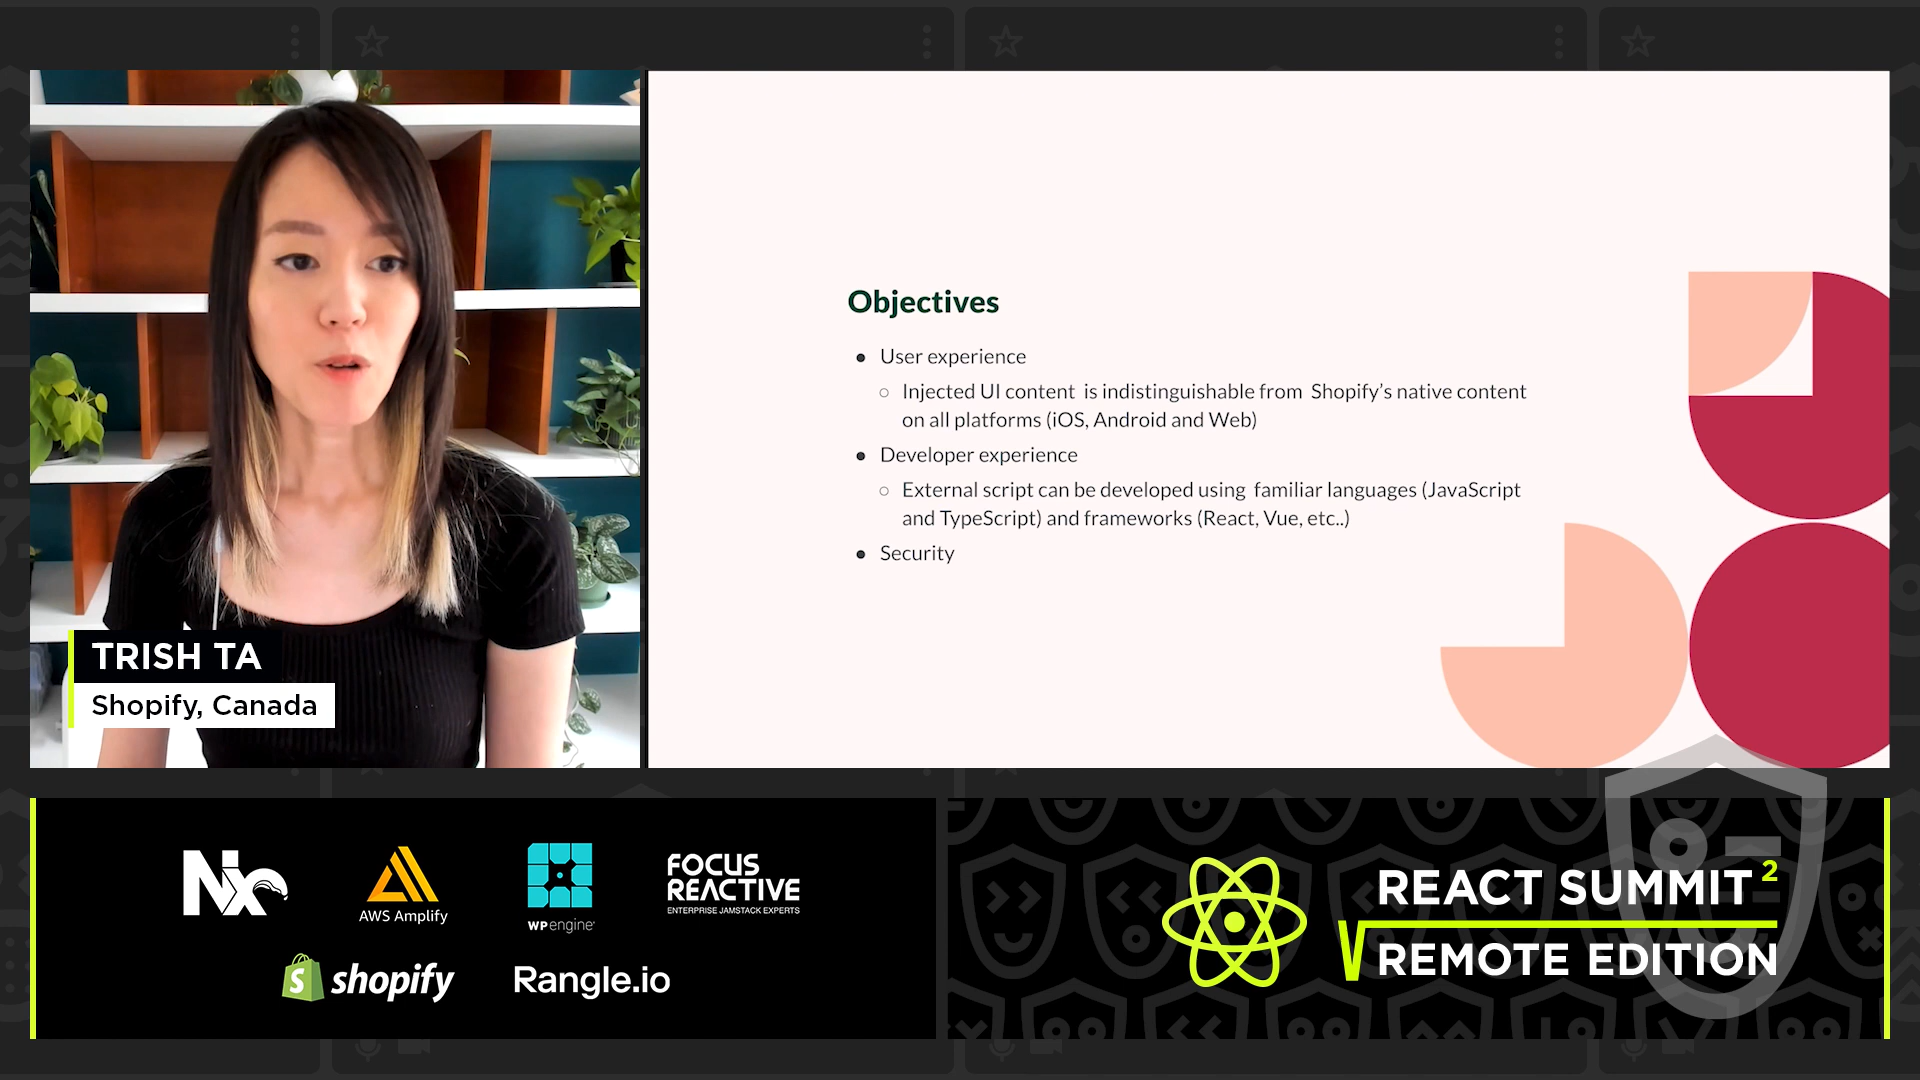 TRISH TA
Shopify, Canada
Objectives
● User experience
○ Injected UI content is indistinguishable from Shopify's native content
on all platforms (iOS, Android and Web)
● Developer experience
○ External script can be developed using familiar languages (JavaScript
and TypeScript) and frameworks (React, Vue, etc..)
● Security
Nx
AWS Amplify
WP engine
FOCUS
REACTIVE
ENTERPRISE JAMSTACK EXPERTS
shopify
Rangle.io
REACT SUMMIT²
REMOTE EDITION